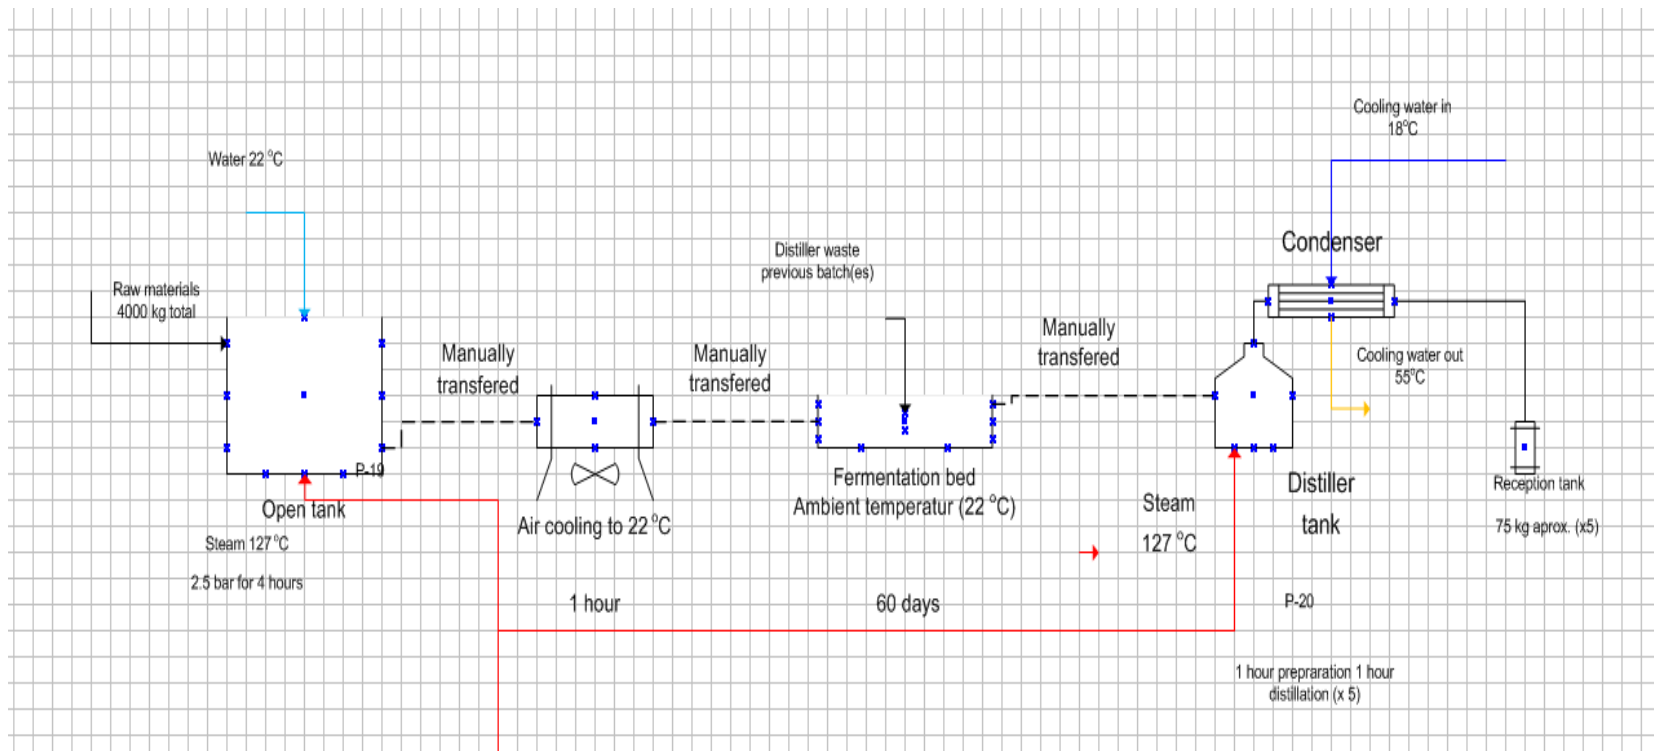 Cooling water in
18°C
Water 22 °C
Condenser
Distiller waste
previous batch(es)
Raw materials
4000 kg total
Manually
transfered
Manually
transfered
Manually
transfered
Cooling water out
55°C
P-19
Open tank
Steam 127 °C
2.5 bar for 4 hours
Air cooling to 22 °C
Fermentation bed
Ambient temperatur (22 °C)
Steam
127 °C
Distiller
tank
Reception tank
75 kg aprox. (x5)
1 hour
60 days
P-20
1 hour prepraration 1 hour
distillation (x 5)